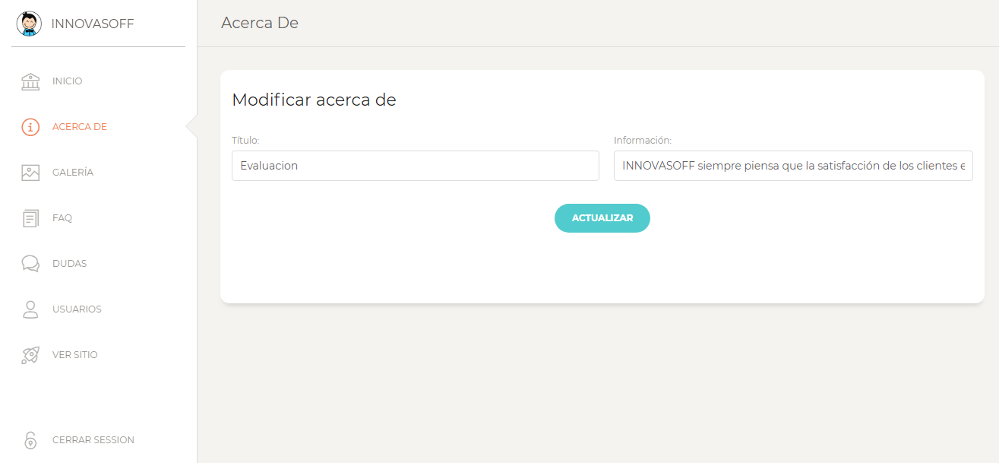 INNOVASOFF
INICIO
ACERCA DE
GALERÍA
FAQ
DUDAS
USUARIOS
VER SITIO
CERRAR SESSION
Acerca De
Modificar acerca de
Título:
Evaluacion
Información:
INNOVASOFF siempre piensa que la satisfacción de los clientes e
ACTUALIZAR